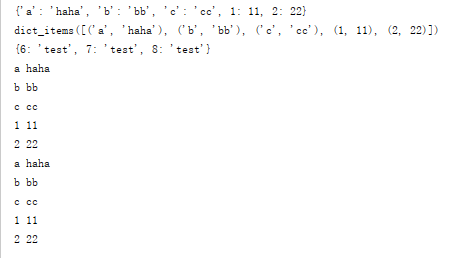 {'a': 'haha', 'b': 'bb', 'c': 'cc', 1: 11, 2: 22}
dict_items([('a', 'haha'), ('b', 'bb'), ('c', 'cc'), (1, 11), (2, 22)])
{6: 'test', 7: 'test', 8: 'test'}
a haha
b bb
c cc
1 11
2 22
a haha
b bb
c cc
1 11
2 22